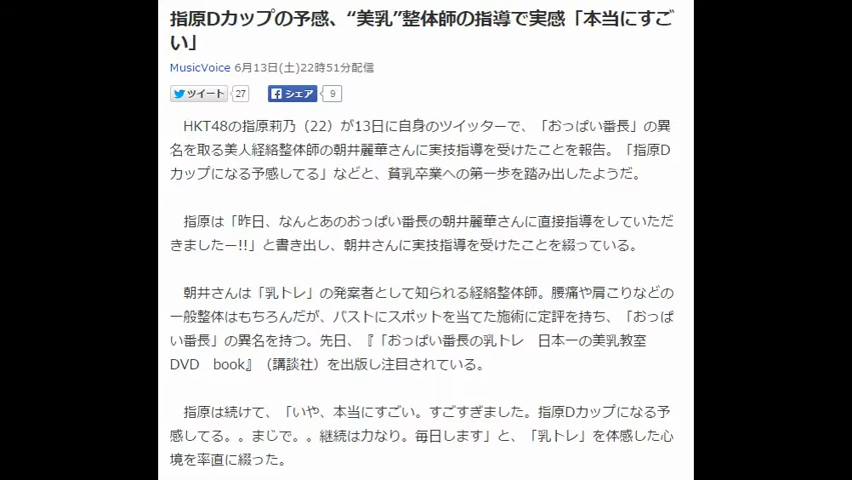 指原Dカップの予感、“美乳”整体師の指導で実感「本当にすご
い」
MusicVoice 6月13日(土)22時51分配信
ツイート 27 シェア 9
HKT48の指原莉乃（22）が13日に自身のツイッターで、「おっぱい番長」の異
名を取る美人経絡整体師の朝井麗華さんに実技指導を受けたことを報告。「指原D
カップになる予感してる」などと、貧乳卒業への第一歩を踏み出したようだ。
指原は「昨日、なんとあのおっぱい番長の朝井麗華さんに直接指導をしていただ
きましたー!!」と書き出し、朝井さんに実技指導を受けたことを綴っている。
朝井さんは「乳トレ」の発案者として知られる経絡整体師。腰痛や肩こりなどの
一般整体はもちろんだが、バストにスポットを当てた施術に定評を持ち、「おっぱ
い番長」の異名を持つ。先日、『「おっぱい番長の乳トレ　日本一の美乳教室
DVD　book』（講談社）を出版し注目されている。
指原は続けて、「いや、本当にすごい。すごすぎました。指原Dカップになる予
感してる。。まじで。。継続は力なり。毎日します」と、「乳トレ」を体感した心
境を率直に綴った。